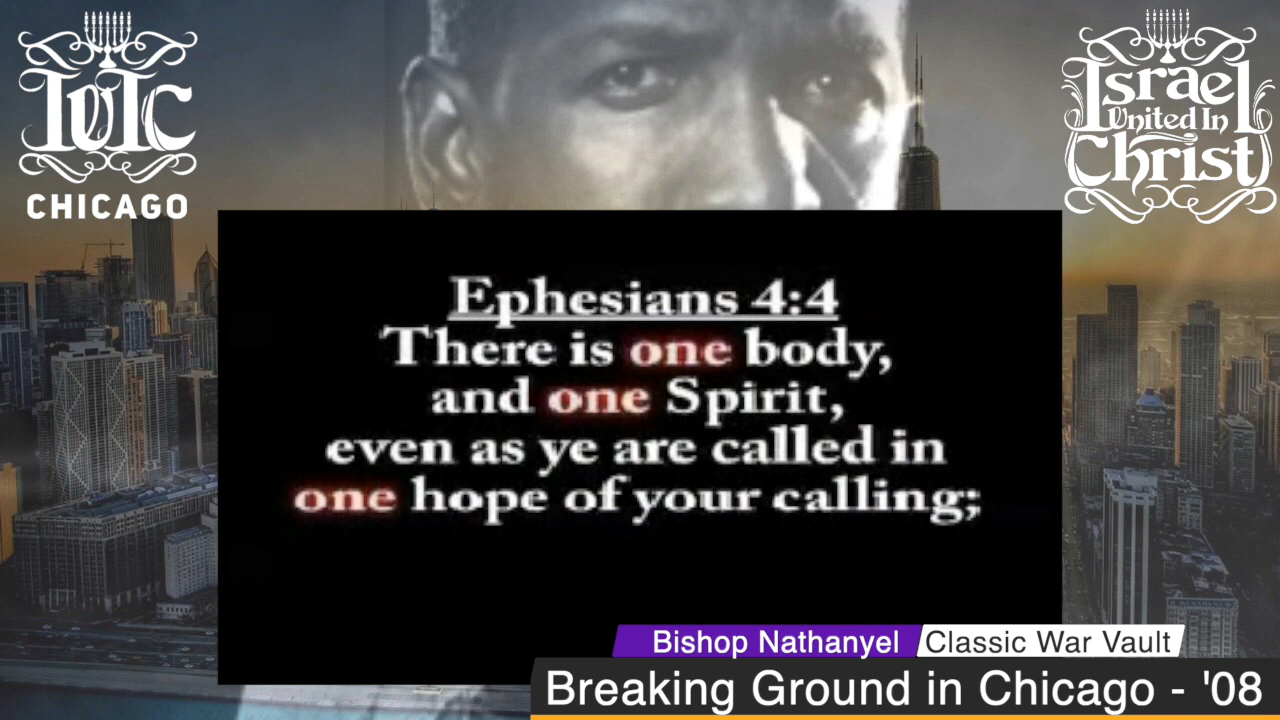 IUIC
CHICAGO
Israel
United In
Christ
Ephesians 4:4
There is one body,
and one Spirit,
even as ye are called in
one hope of your calling;
Bishop Nathanyel
Classic War Vault
Breaking Ground in Chicago - '08